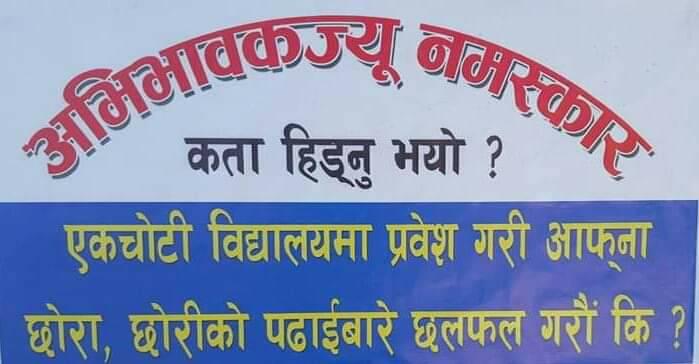 अभिभावकज्यू नमस्कार
कता हिड्नु भयो ?
एकचोटी विद्यालयमा प्रवेश गरी आफ्‍ना
छोरा, छोरीको पढाईबारे छलफल गरौं कि ?